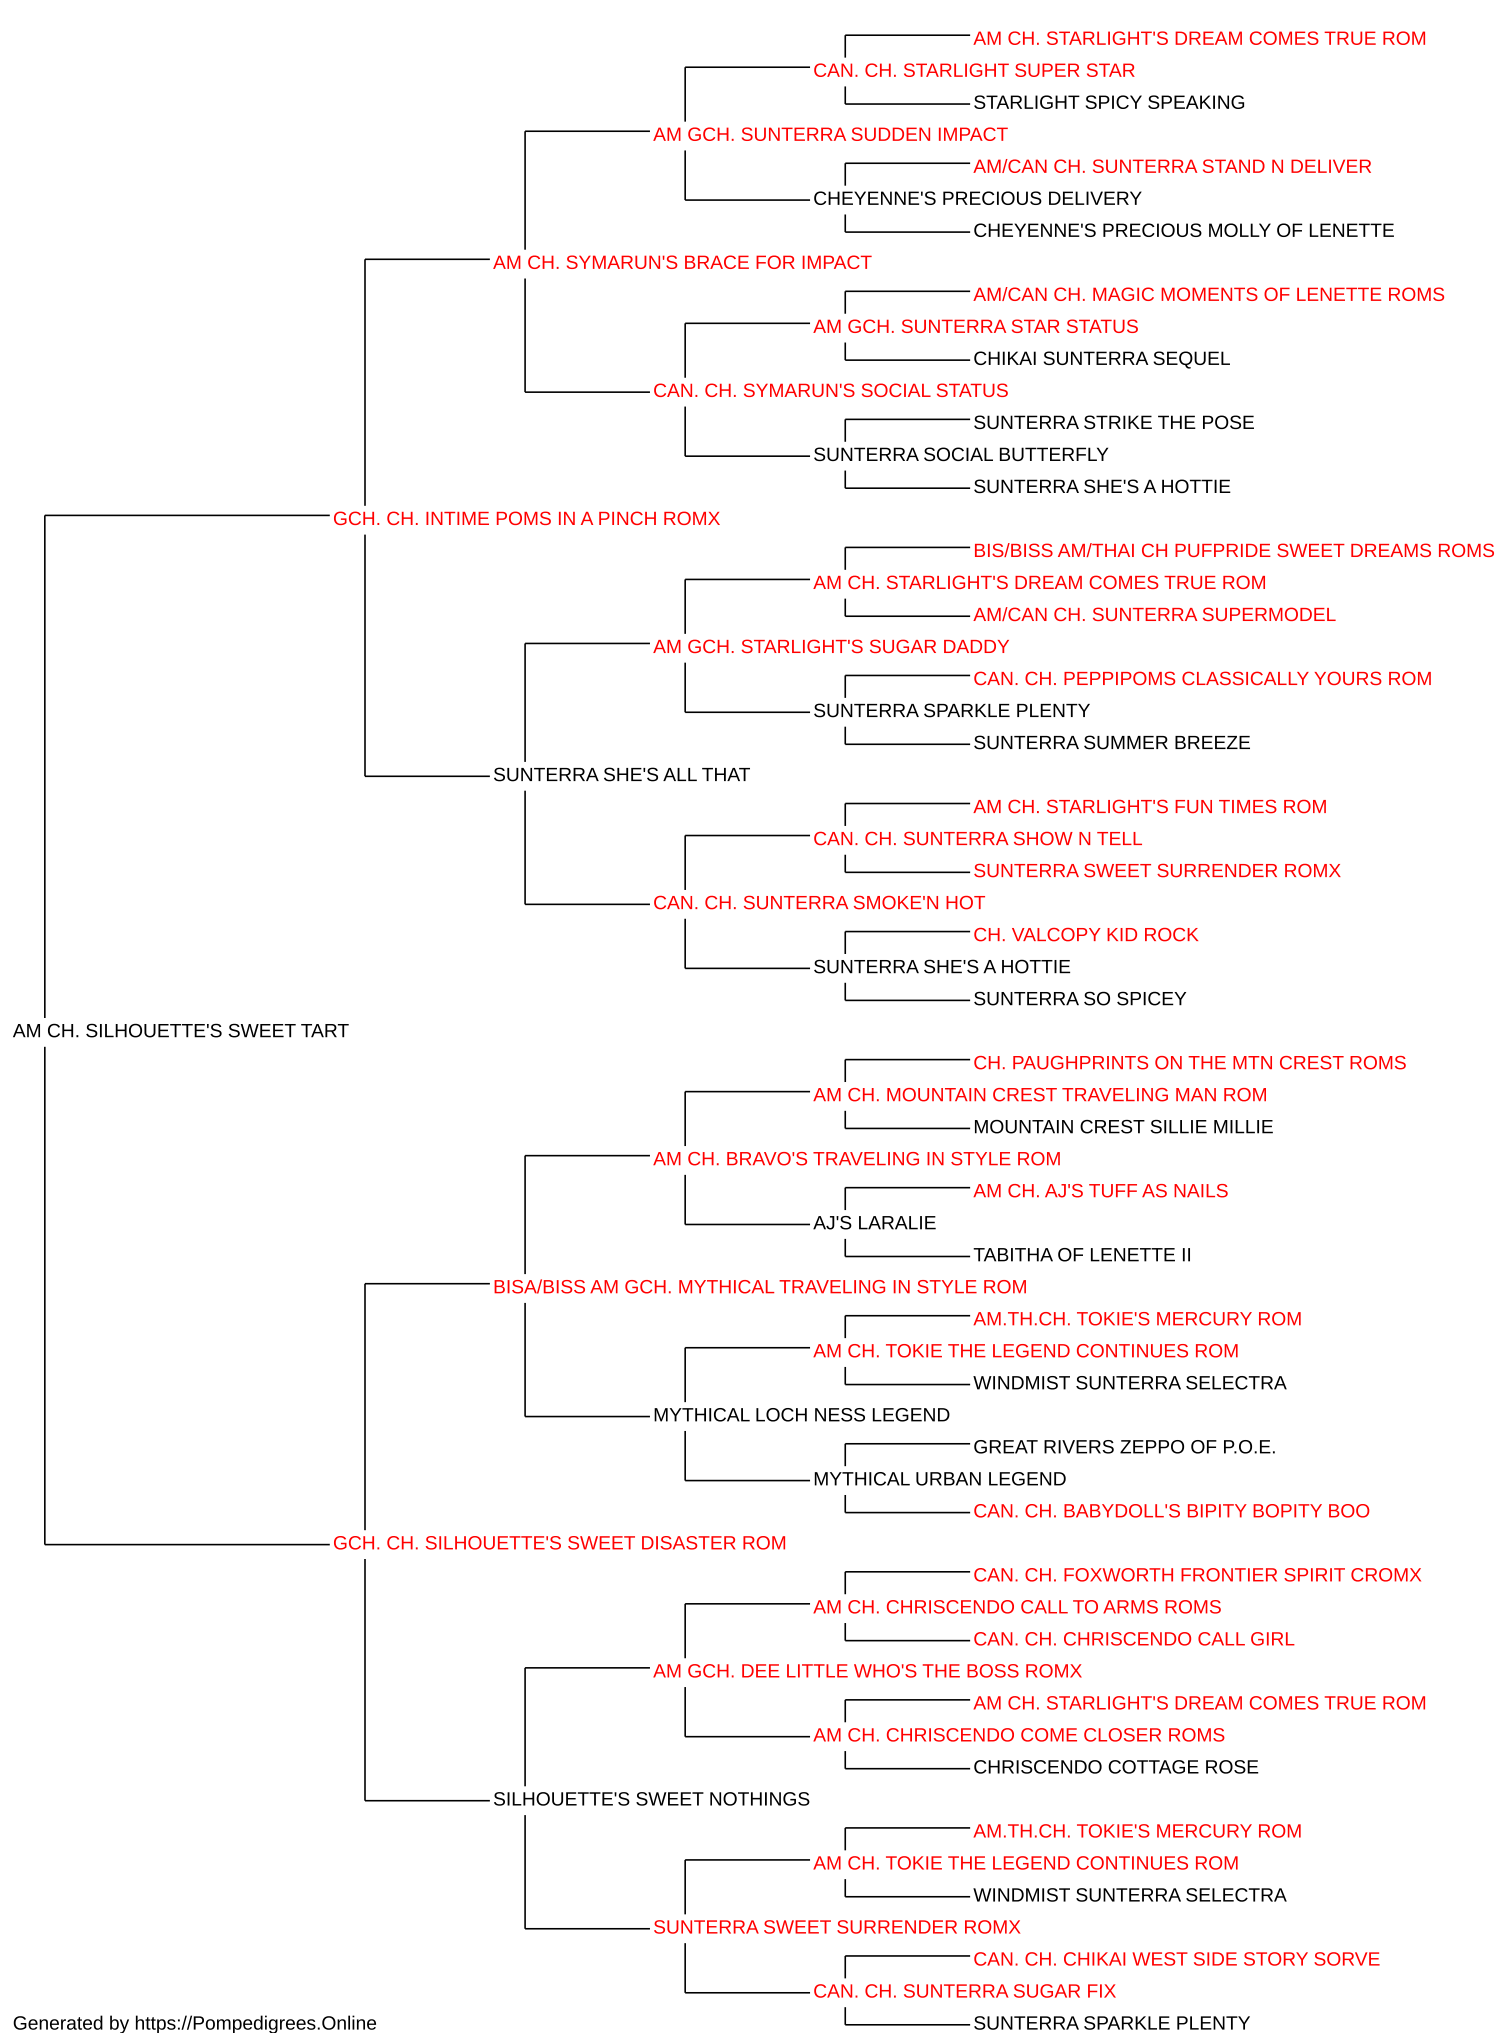 AM CH. STARLIGHT'S DREAM COMES TRUE ROM
CAN. CH. STARLIGHT SUPER STAR
STARLIGHT SPICY SPEAKING
AM GCH. SUNTERRA SUDDEN IMPACT
AM/CAN CH. SUNTERRA STAND N DELIVER
CHEYENNE'S PRECIOUS DELIVERY
CHEYENNE'S PRECIOUS MOLLY OF LENETTE
AM CH. SYMARUN'S BRACE FOR IMPACT
AM/CAN CH. MAGIC MOMENTS OF LENETTE ROMS
AM GCH. SUNTERRA STAR STATUS
CHIKAI SUNTERRA SEQUEL
CAN. CH. SYMARUN'S SOCIAL STATUS
SUNTERRA STRIKE THE POSE
SUNTERRA SOCIAL BUTTERFLY
SUNTERRA SHE'S A HOTTIE
GCH. CH. INTIME POMS IN A PINCH ROMX
BIS/BISS AM/THAI CH PUFPRIDE SWEET DREAMS ROMS
AM CH. STARLIGHT'S DREAM COMES TRUE ROM
AM/CAN CH. SUNTERRA SUPERMODEL
AM GCH. STARLIGHT'S SUGAR DADDY
CAN. CH. PEPPIPOMS CLASSICALLY YOURS ROM
SUNTERRA SPARKLE PLENTY
SUNTERRA SUMMER BREEZE
SUNTERRA SHE'S ALL THAT
AM CH. STARLIGHT'S FUN TIMES ROM
CAN. CH. SUNTERRA SHOW N TELL
SUNTERRA SWEET SURRENDER ROMX
CAN. CH. SUNTERRA SMOKE'N HOT
CH. VALCOPY KID ROCK
SUNTERRA SHE'S A HOTTIE
SUNTERRA SO SPICEY
AM CH. SILHOUETTE'S SWEET TART
CH. PAUGHPRINTS ON THE MTN CREST ROMS
AM CH. MOUNTAIN CREST TRAVELING MAN ROM
MOUNTAIN CREST SILLIE MILLIE
AM CH. BRAVO'S TRAVELING IN STYLE ROM
AM CH. AJ'S TUFF AS NAILS
AJ'S LARALIE
TABITHA OF LENETTE II
BISA/BISS AM GCH. MYTHICAL TRAVELING IN STYLE ROM
AM.TH.CH. TOKIE'S MERCURY ROM
AM CH. TOKIE THE LEGEND CONTINUES ROM
WINDMIST SUNTERRA SELECTRA
MYTHICAL LOCH NESS LEGEND
GREAT RIVERS ZEPPO OF P.O.E.
MYTHICAL URBAN LEGEND
CAN. CH. BABYDOLL'S BIPITY BOPITY BOO
GCH. CH. SILHOUETTE'S SWEET DISASTER ROM
CAN. CH. FOXWORTH FRONTIER SPIRIT CROMX
AM CH. CHRISCENDO CALL TO ARMS ROMS
CAN. CH. CHRISCENDO CALL GIRL
AM GCH. DEE LITTLE WHO'S THE BOSS ROMX
AM CH. STARLIGHT'S DREAM COMES TRUE ROM
AM CH. CHRISCENDO COME CLOSER ROMS
CHRISCENDO COTTAGE ROSE
SILHOUETTE'S SWEET NOTHINGS
AM.TH.CH. TOKIE'S MERCURY ROM
AM CH. TOKIE THE LEGEND CONTINUES ROM
WINDMIST SUNTERRA SELECTRA
SUNTERRA SWEET SURRENDER ROMX
CAN. CH. CHIKAI WEST SIDE STORY SORVE
CAN. CH. SUNTERRA SUGAR FIX
SUNTERRA SPARKLE PLENTY
Generated by https://Pompedigrees.Online